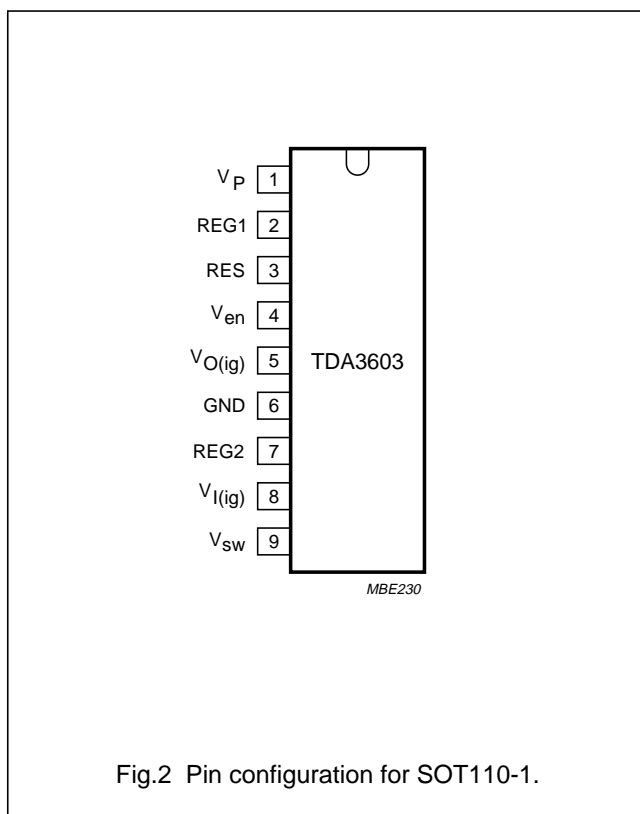 V_P 1
REG1 2
RES 3
V_en 4
V_O(ig) 5
GND 6
REG2 7
V_I(ig) 8
V_sw 9
TDA3603
MBE230
Fig.2 Pin configuration for SOT110-1.